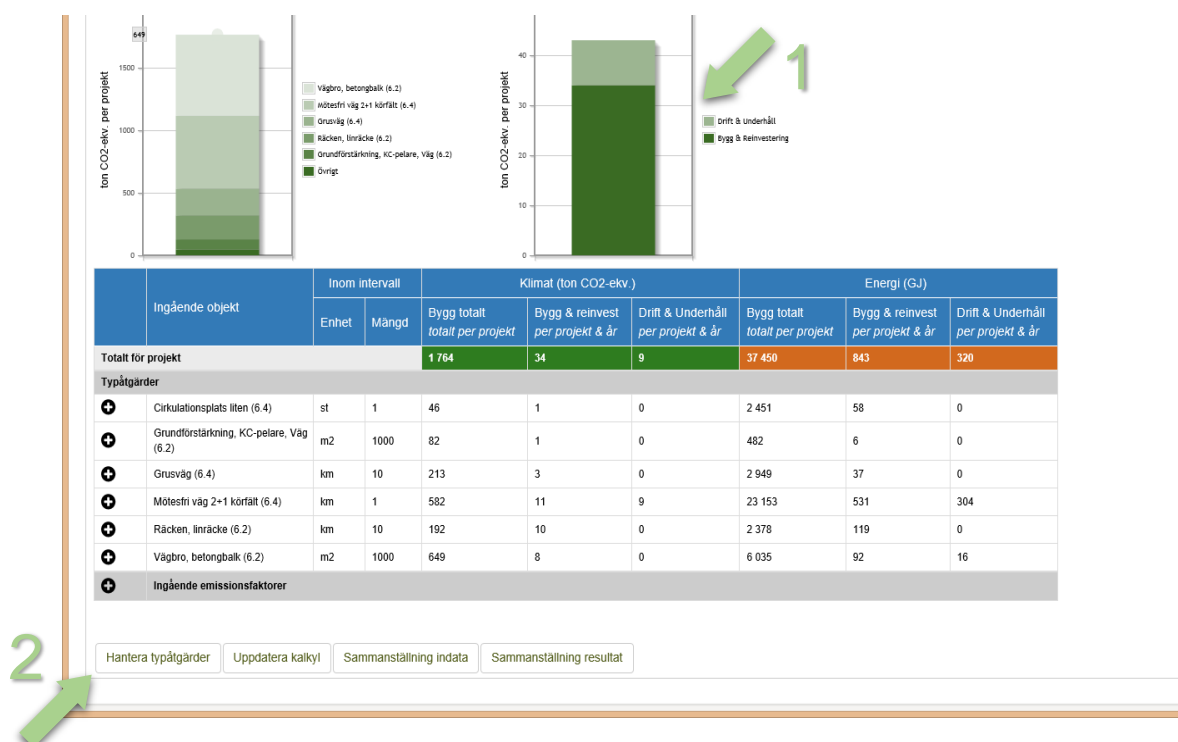 649
1500
1000
500
0
ton CO2-ekv. per projekt
Vägbro, betongbalk (6.2)
Mötesfri väg 2+1 körfält (6.4)
Grusväg (6.4)
Räcken, linräcke (6.2)
Grundförstärkning, KC-pelare, Väg (6.2)
Övrigt
40
30
20
10
0
ton CO2-ekv. per projekt
Drift & Underhåll
Bygg & Reinvestering
1
Ingående objekt Inom intervall Klimat (ton CO2-ekv.) Energi (GJ)
Enhet Mängd Bygg totalt Bygg & reinvest Drift & Underhåll Bygg totalt Bygg & reinvest Drift & Underhåll
totalt per projekt per projekt & år per projekt & år totalt per projekt per projekt & år per projekt & år
Totalt för projekt 1 764 34 9 37 450 843 320
Typåtgärder
Cirkulationsplats liten (6.4) st 1 46 1 0 2 451 58 0
Grundförstärkning, KC-pelare, Väg
(6.2) m2 1000 82 1 0 482 6 0
Grusväg (6.4) km 10 213 3 0 2 949 37 0
Mötesfri väg 2+1 körfält (6.4) km 1 582 11 9 23 153 531 304
Räcken, linräcke (6.2) km 10 192 10 0 2 378 119 0
Vägbro, betongbalk (6.2) m2 1000 649 8 0 6 035 92 16
Ingående emissionsfaktorer
2
Hantera typåtgärder Uppdatera kalkyl Sammanställning indata Sammanställning resultat